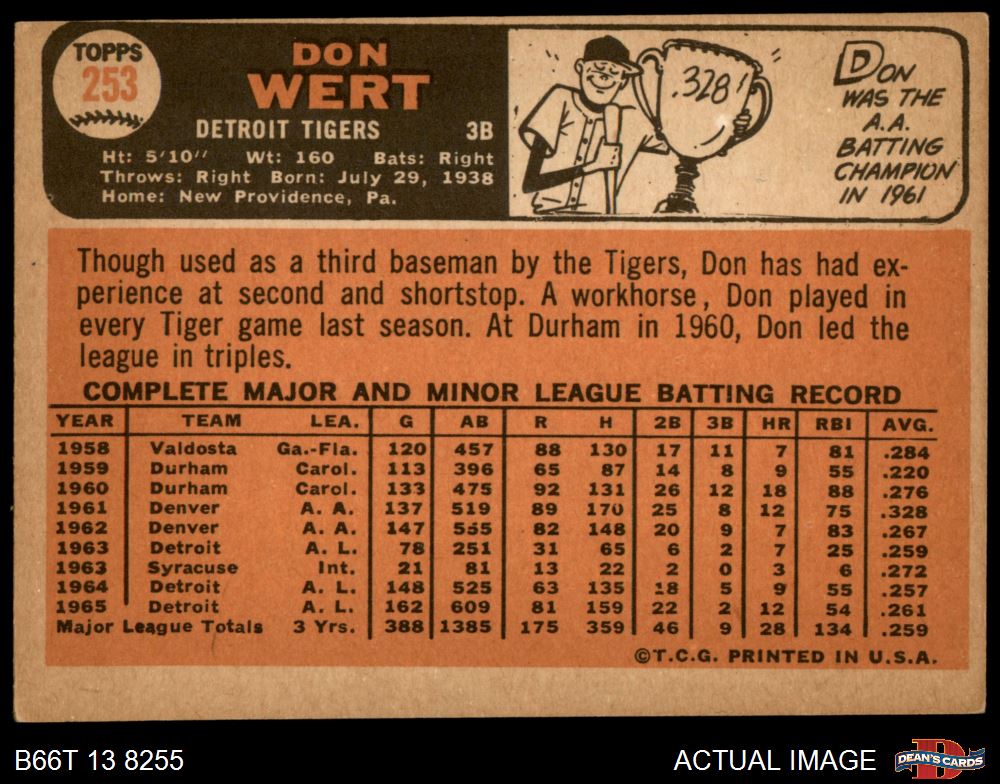 TOPPS
253
DON
WERT
DETROIT TIGERS 3B
Ht: 5'10" Wt: 160 Bats: Right
Throws: Right Born: July 29, 1938
Home: New Providence, Pa.
.328!
DON
WAS THE
A.A.
BATTING
CHAMPION
IN 1961
Though used as a third baseman by the Tigers, Don has had ex-
perience at second and shortstop. A workhorse, Don played in
every Tiger game last season. At Durham in 1960, Don led the
league in triples.
COMPLETE MAJOR AND MINOR LEAGUE BATTING RECORD
YEAR TEAM LEA. G AB R H 2B 3B HR RBI AVG.
1958 Valdosta Ga.-Fla. 120 457 88 130 17 11 7 81 .284
1959 Durham Carol. 113 396 65 87 14 8 9 55 .220
1960 Durham Carol. 133 475 92 131 26 12 18 88 .276
1961 Denver A. A. 137 519 89 170 25 8 12 75 .328
1962 Denver A. A. 147 555 82 148 20 9 7 83 .267
1963 Detroit A. L. 78 251 31 65 6 2 7 25 .259
1963 Syracuse Int. 21 81 13 22 2 0 3 6 .272
1964 Detroit A. L. 148 525 63 135 18 5 9 55 .257
1965 Detroit A. L. 162 609 81 159 22 2 12 54 .261
Major League Totals 3 Yrs. 388 1385 175 359 46 9 28 134 .259
©T.C.G. PRINTED IN U.S.A.
B66T 13 8255
ACTUAL IMAGE
D
DEAN'S CARDS